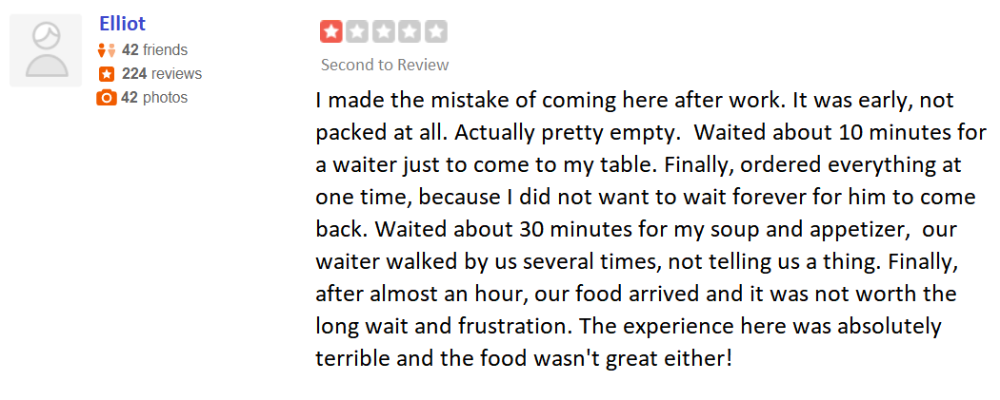 Elliot
42 friends
224 reviews
42 photos
Second to Review
I made the mistake of coming here after work. It was early, not
packed at all. Actually pretty empty.  Waited about 10 minutes for
a waiter just to come to my table. Finally, ordered everything at
one time, because I did not want to wait forever for him to come
back. Waited about 30 minutes for my soup and appetizer,  our
waiter walked by us several times, not telling us a thing. Finally,
after almost an hour, our food arrived and it was not worth the
long wait and frustration. The experience here was absolutely
terrible and the food wasn't great either!